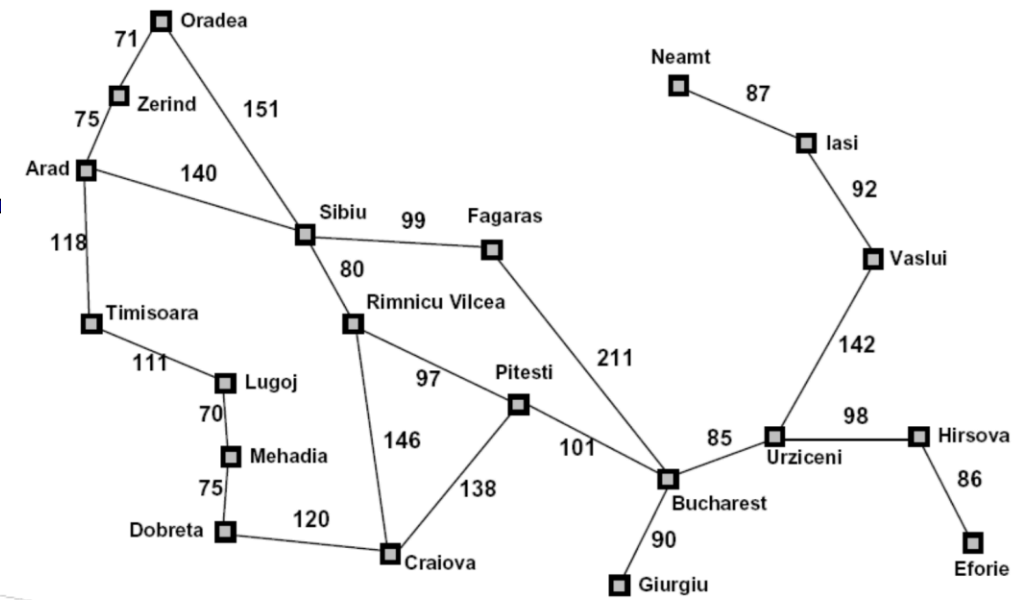 Oradea
71
Neamt
87
Zerind
151
75
Iasi
Arad
140
92
Sibiu
99
Fagaras
118
Vaslui
80
Rimnicu Vilcea
Timisoara
111
211
142
Pitesti
97
Lugoj
70
98
146
85
Hirsova
101
Urziceni
Mehadia
75
138
86
Bucharest
120
Dobreta
90
Craiova
Eforie
Giurgiu